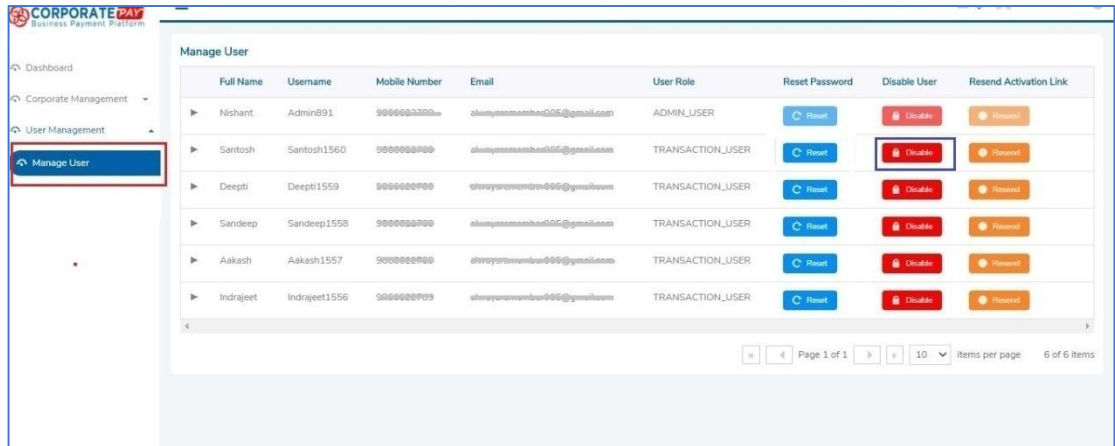 CORPORATE PAY
Business Payment Platform
Dashboard
Corporate Management
User Management
Manage User
Manage User
Full Name Username Mobile Number Email User Role Reset Password Disable User Resend Activation Link
Nishant Admin891 ADMIN_USER Reset Disable Resend
Santosh Santosh1560 TRANSACTION_USER Reset Disable Resend
Deepti Deepti1559 TRANSACTION_USER Reset Disable Resend
Sandeep Sandeep1558 TRANSACTION_USER Reset Disable Resend
Aakash Aakash1557 TRANSACTION_USER Reset Disable Resend
Indrajeet Indrajeet1556 TRANSACTION_USER Reset Disable Resend
Page 1 of 1 10 items per page 6 of 6 items